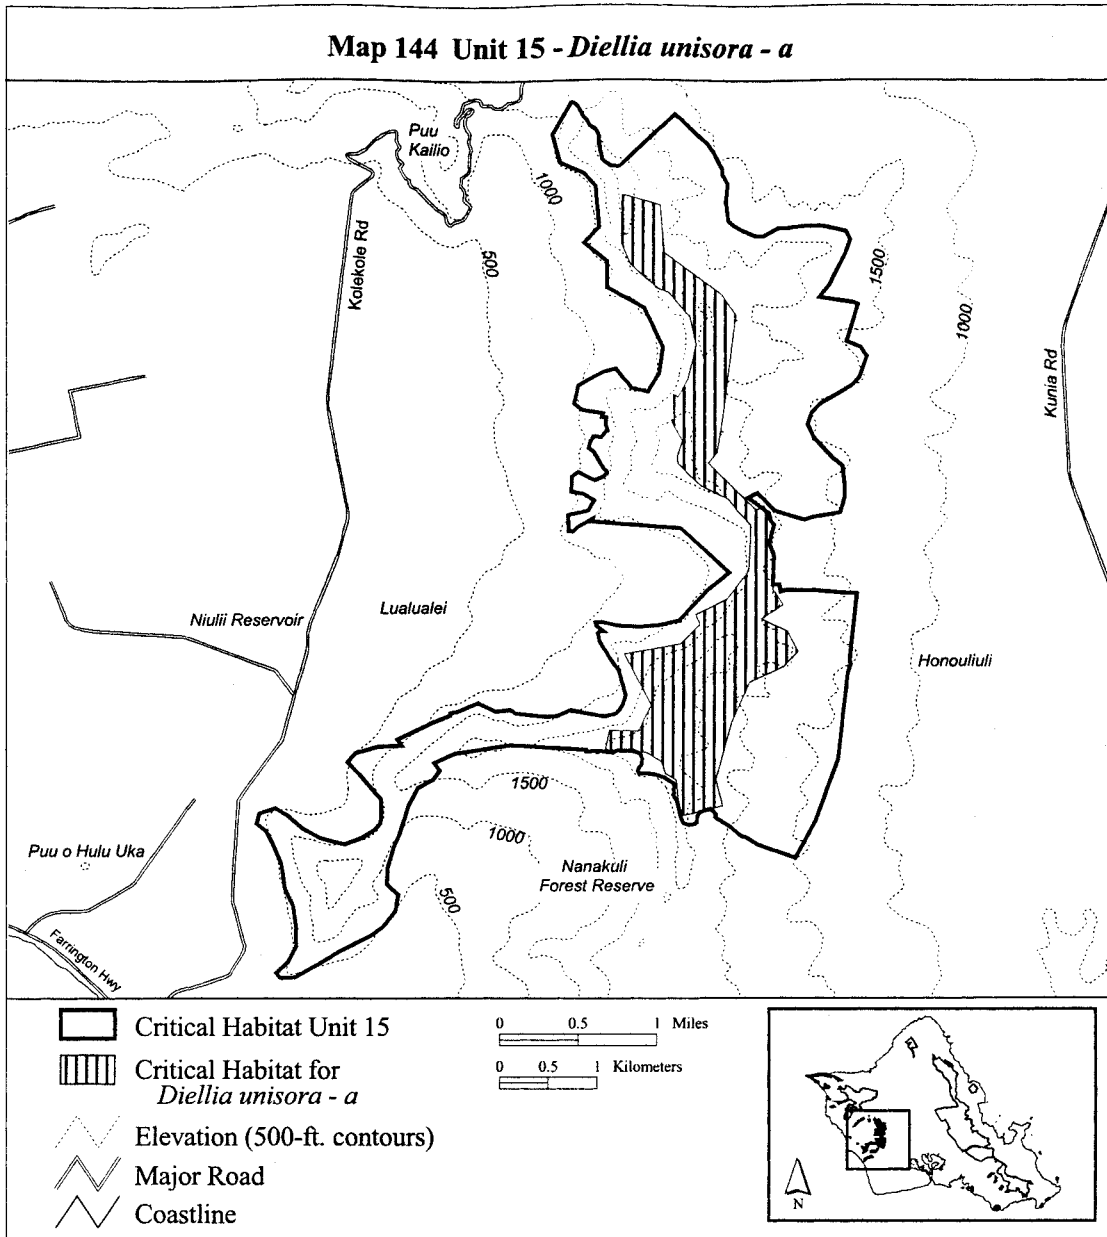 Map 144 Unit 15 - Diellia unisora - a
Puu
Kailio
1000
Kolekole Rd
500
1500
1000
Kunia Rd
Niulii Reservoir
Lualualei
Honouliuli
1500
1000
Puu o Hulu Uka
Nanakuli
Forest Reserve
500
Farrington Hwy
Critical Habitat Unit 15
Critical Habitat for
Diellia unisora - a
Elevation (500-ft. contours)
Major Road
Coastline
0 0.5 1 Miles
0 0.5 1 Kilometers
N